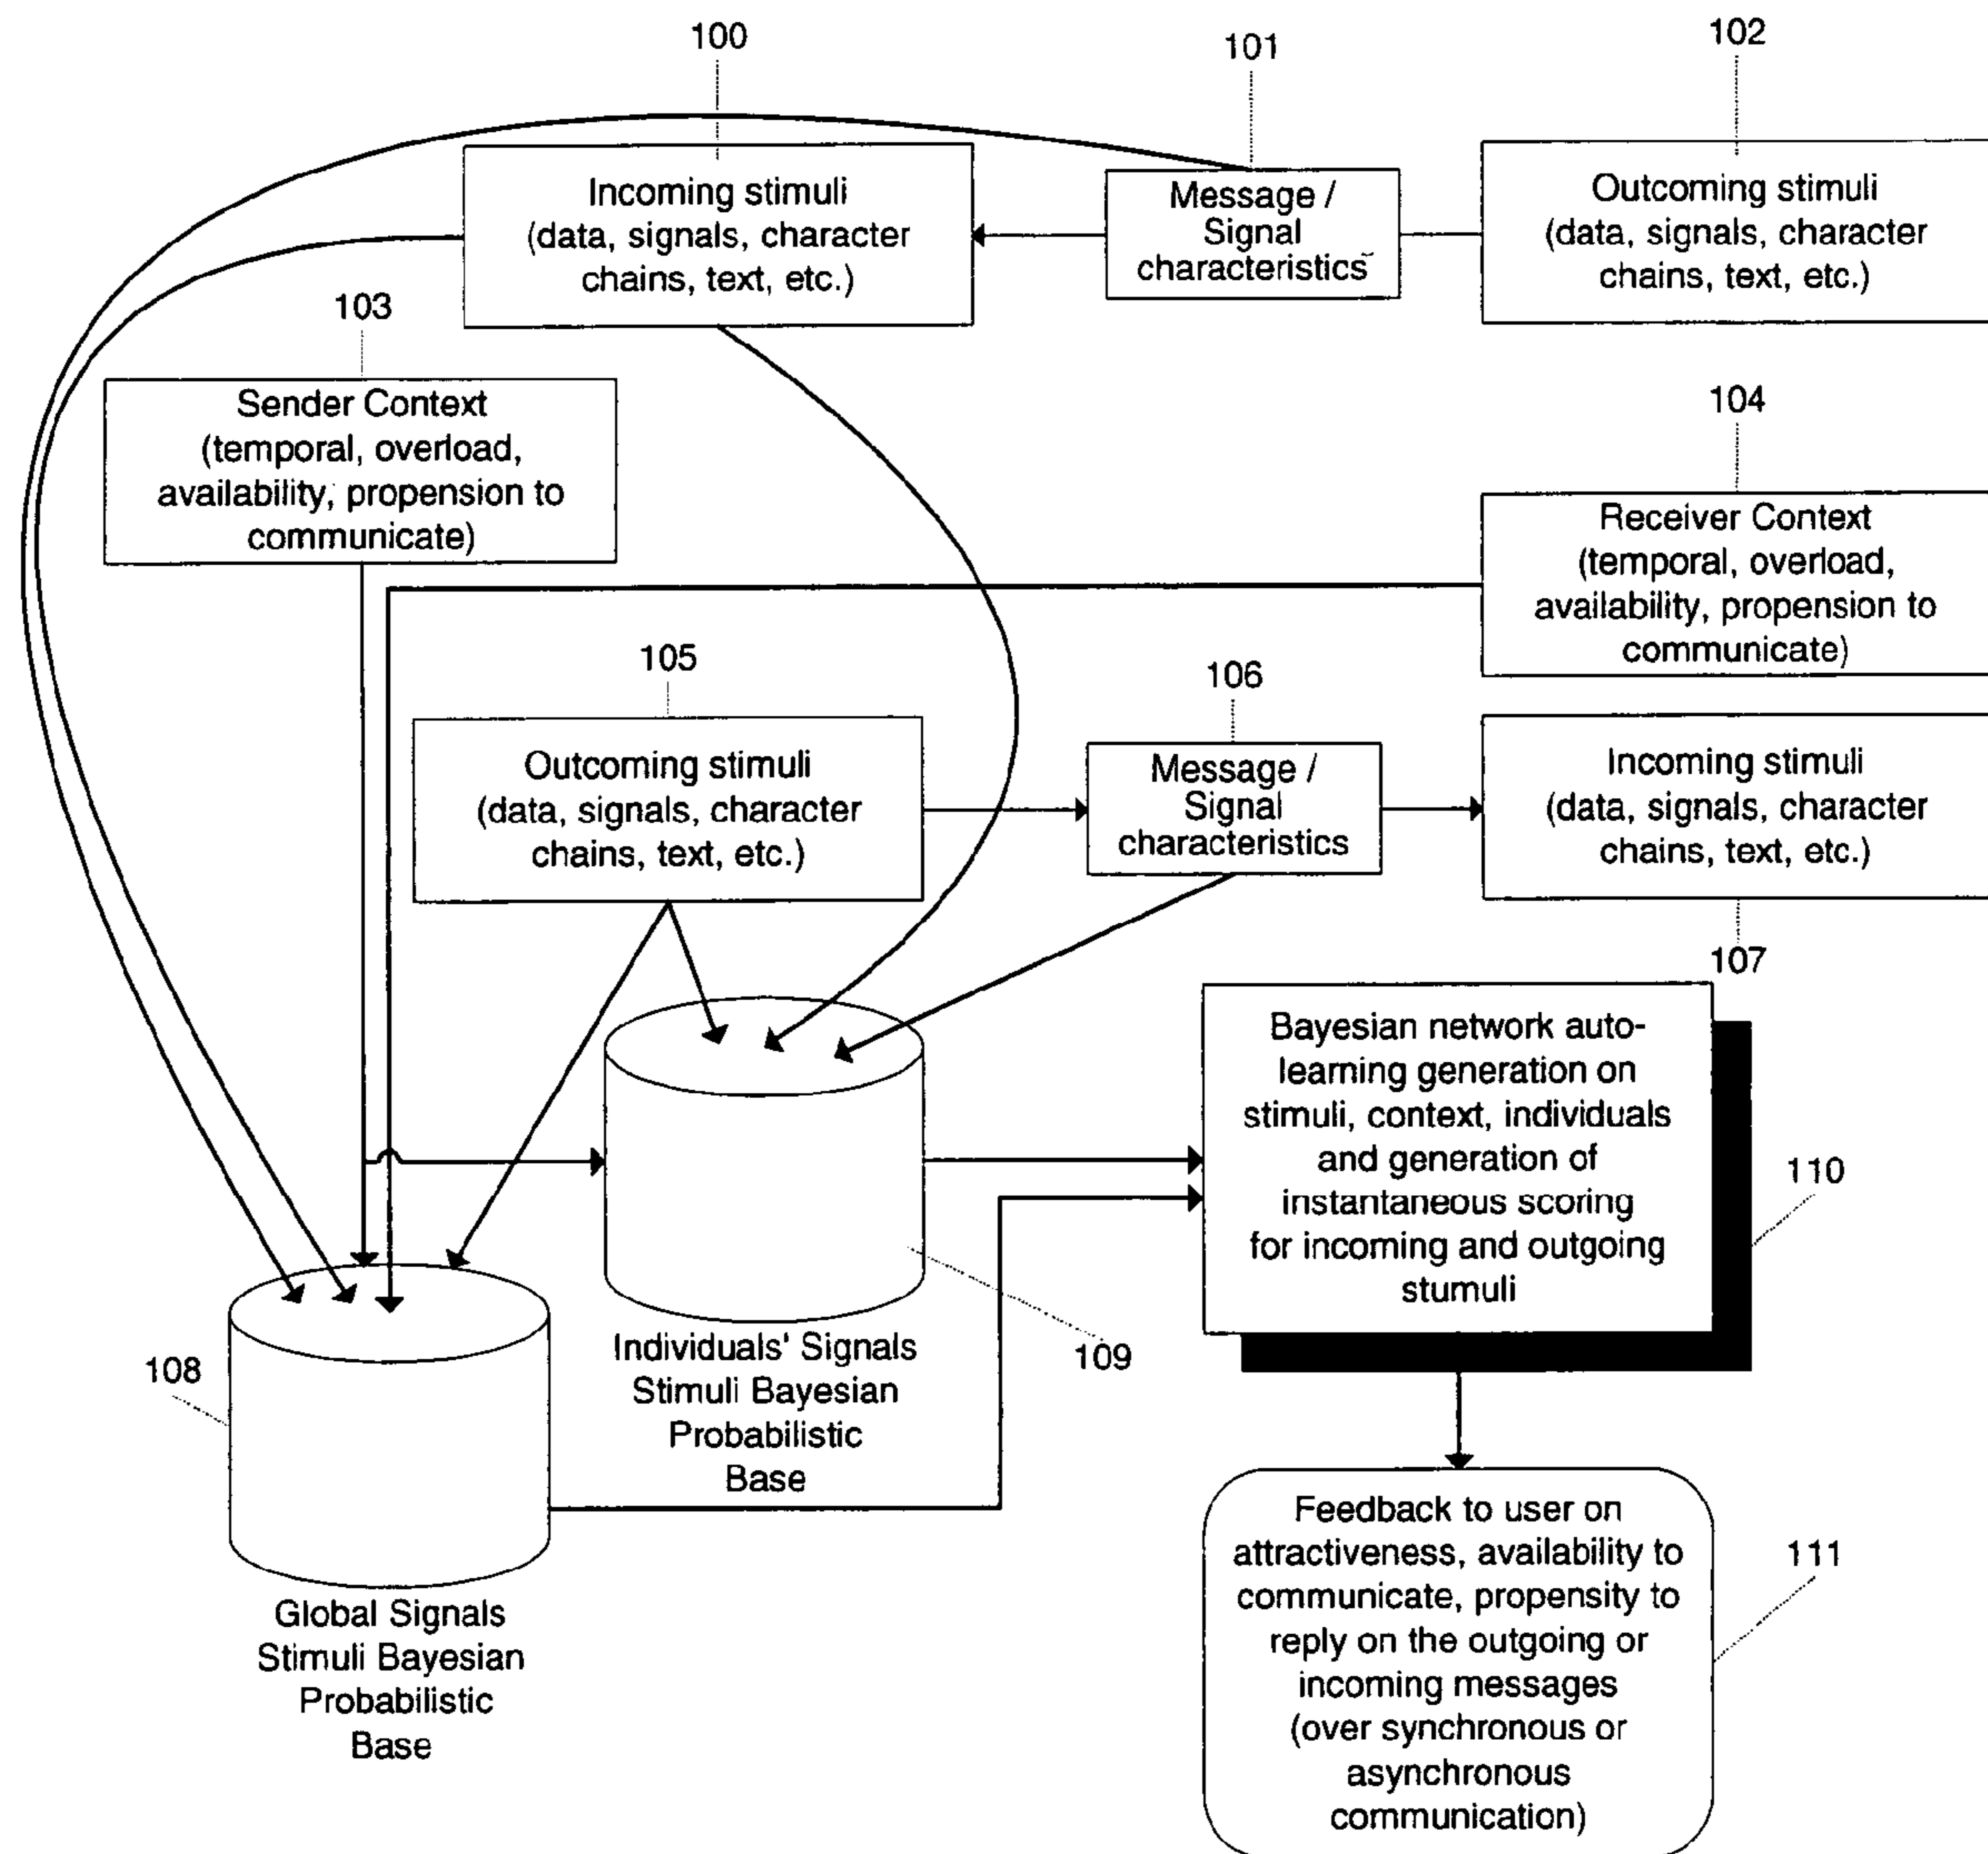 100
101
102
Incoming stimuli
(data, signals, character
chains, text, etc.)
Message /
Signal
characteristics
Outcoming stimuli
(data, signals, character
chains, text, etc.)
103
Sender Context
(temporal, overload,
availability, propension to
communicate)
104
Receiver Context
(temporal, overload,
availability, propension to
communicate)
105
Outcoming stimuli
(data, signals, character
chains, text, etc.)
106
Message /
Signal
characteristics
Incoming stimuli
(data, signals, character
chains, text, etc.)
107
Bayesian network auto-
learning generation on
stimuli, context, individuals
and generation of
instantaneous scoring
for incoming and outgoing
stumuli
110
109
Individuals' Signals
Stimuli Bayesian
Probabilistic
Base
108
Global Signals
Stimuli Bayesian
Probabilistic
Base
Feedback to user on
attractiveness, availability to
communicate, propensity to
reply on the outgoing or
incoming messages
(over synchronous or
asynchronous
communication)
111